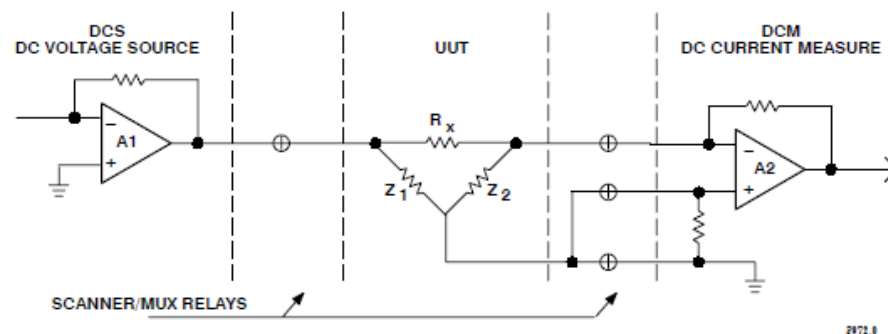 DCS
DC VOLTAGE SOURCE
UUT
DCM
DC CURRENT MEASURE
A1
−
+
R x
Z 1
Z 2
A2
−
+
SCANNER/MUX RELAYS